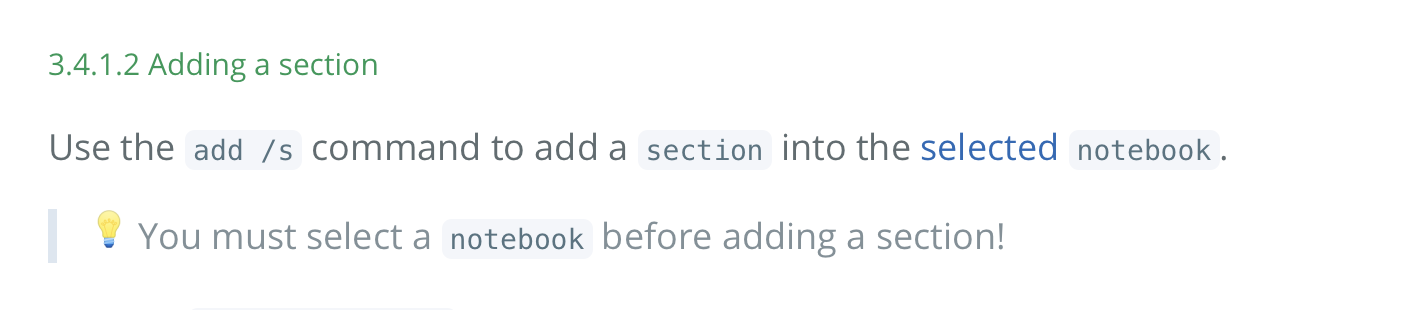 3.4.1.2 Adding a section
Use the add /s command to add a section into the selected notebook.
💡 You must select a notebook before adding a section!